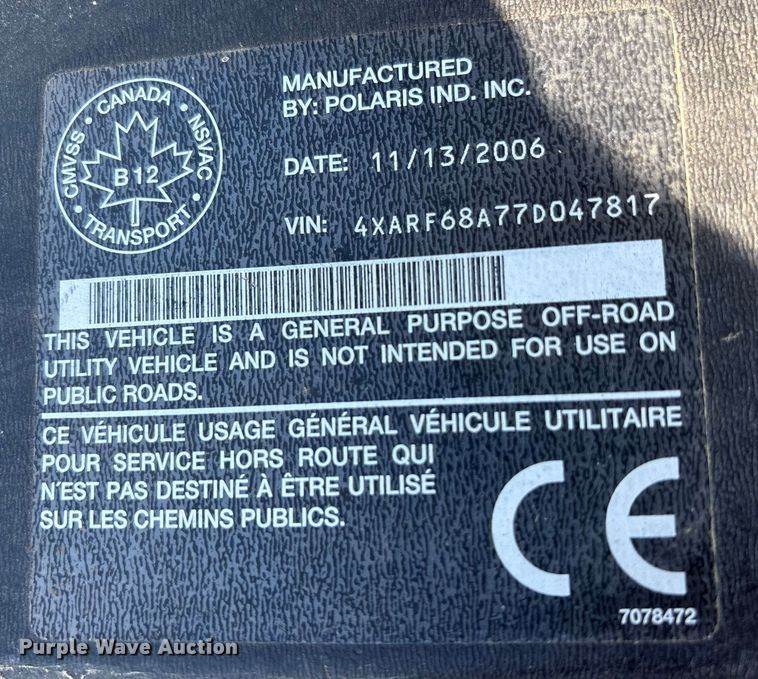 CMVSS • CANADA • NSVAC • TRANSPORT •
B 12
MANUFACTURED
BY: POLARIS IND. INC.
DATE: 11/13/2006
VIN: 4XARF68A77D047817
THIS VEHICLE IS A GENERAL PURPOSE OFF-ROAD
UTILITY VEHICLE AND IS NOT INTENDED FOR USE ON
PUBLIC ROADS.
CE VÉHICULE USAGE GÉNÉRAL VÉHICULE UTILITAIRE
POUR SERVICE HORS ROUTE QUI
N'EST PAS DESTINÉ À ÊTRE UTILISÉ
SUR LES CHEMINS PUBLICS.
CE
7078472
Purple Wave Auction